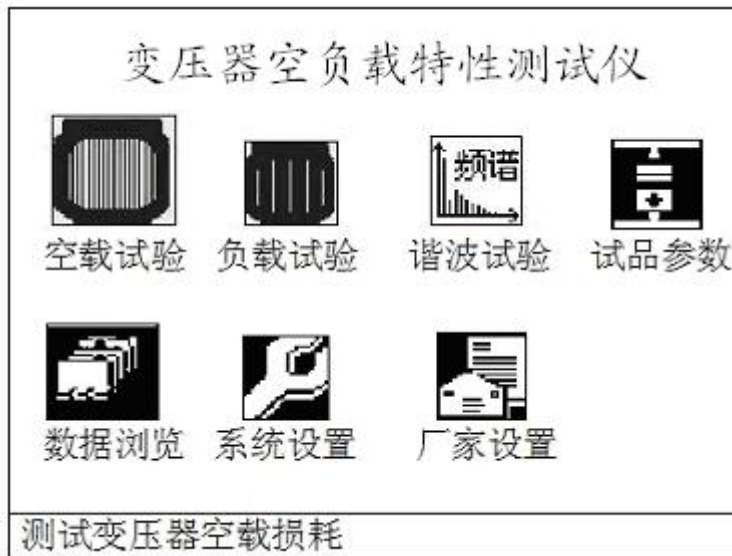 变压器空负载特性测试仪
频谱
空载试验 负载试验 谐波试验 试品参数
数据浏览 系统设置 厂家设置
测试变压器空载损耗